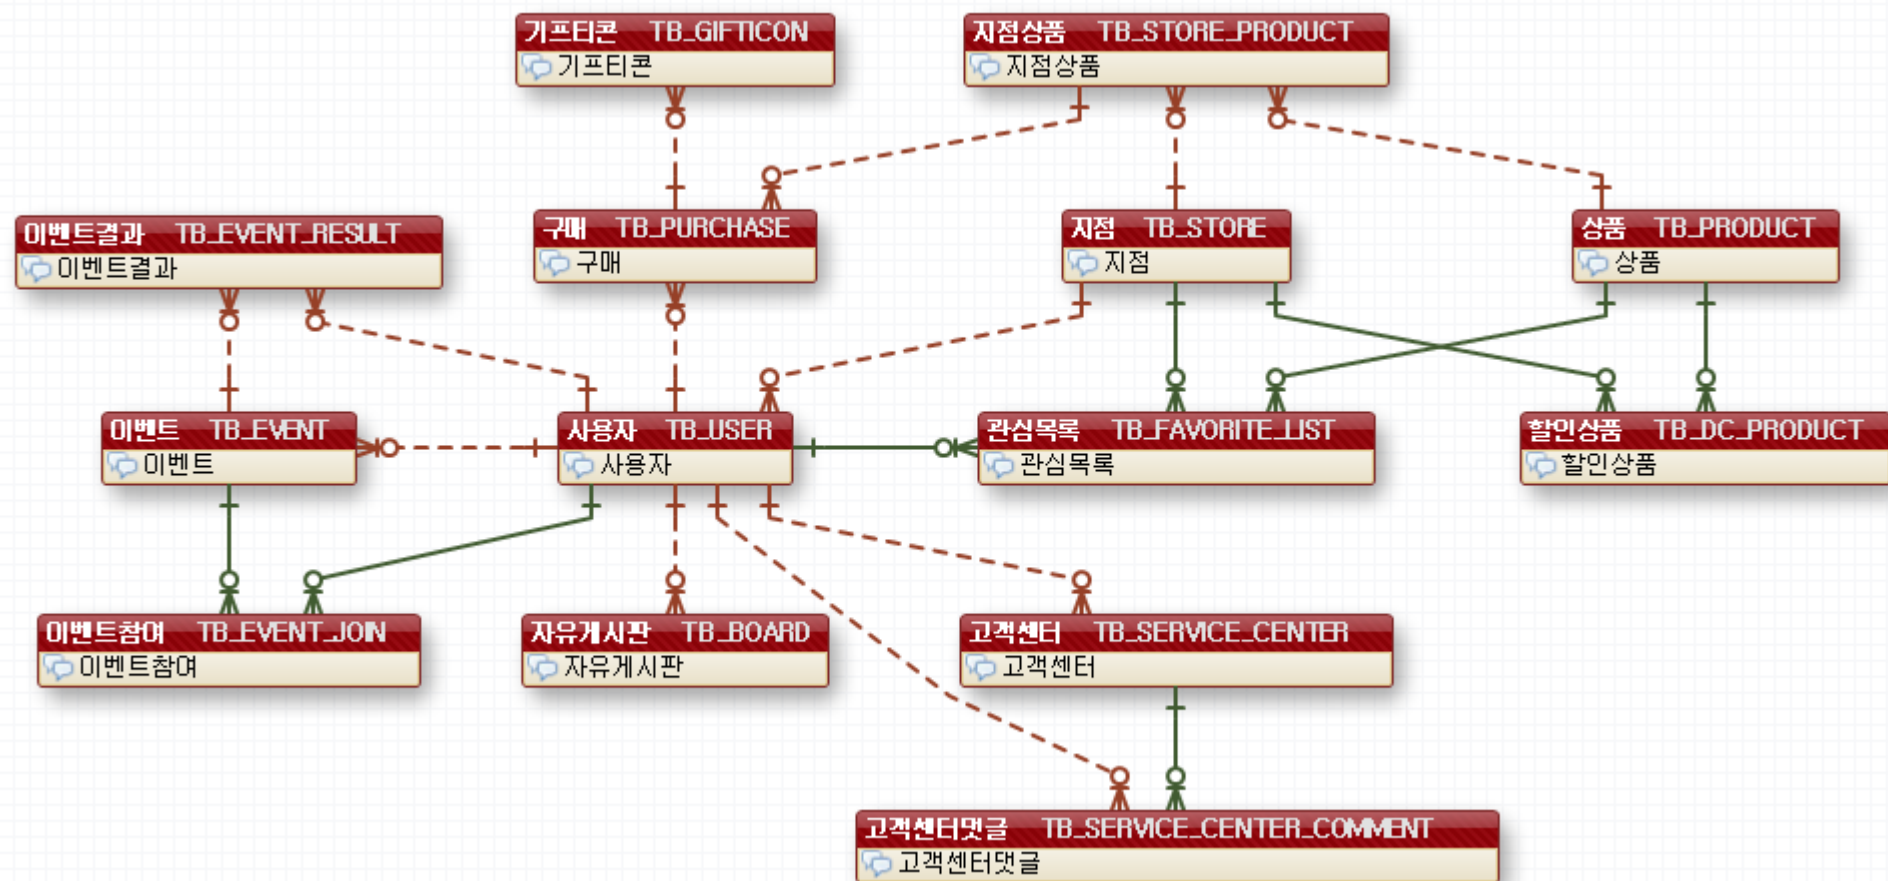 기프티콘 TB_GIFTICON
기프티콘
지점상품 TB_STORE_PRODUCT
지점상품
이벤트결과 TB_EVENT_RESULT
이벤트결과
구매 TB_PURCHASE
구매
지점 TB_STORE
지점
상품 TB_PRODUCT
상품
이벤트 TB_EVENT
이벤트
사용자 TB_USER
사용자
관심목록 TB_FAVORITE_LIST
관심목록
할인상품 TB_DC_PRODUCT
할인상품
이벤트참여 TB_EVENT_JOIN
이벤트참여
자유게시판 TB_BOARD
자유게시판
고객센터 TB_SERVICE_CENTER
고객센터
고객센터댓글 TB_SERVICE_CENTER_COMMENT
고객센터댓글